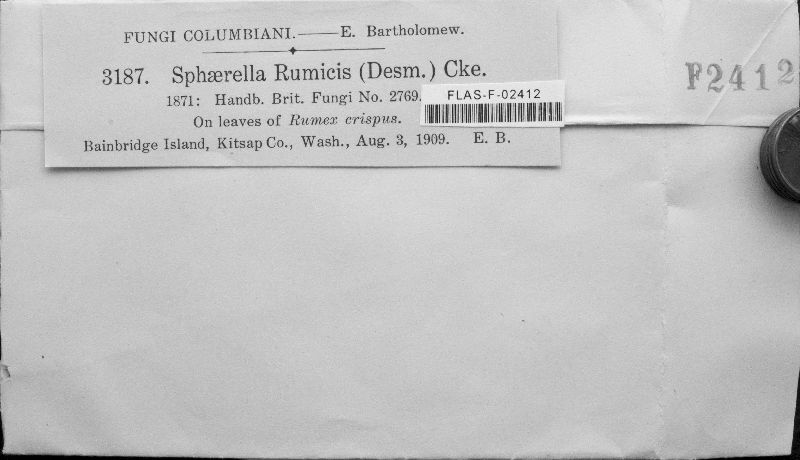 FUNGI COLUMBIANI.——E. Bartholomew.
3187. Sphærella Rumicis (Desm.) Cke.
1871: Handb. Brit. Fungi No. 2769.
On leaves of Rumex crispus.
Bainbridge Island, Kitsap Co., Wash., Aug. 3, 1909. E. B.
FLAS-F-02412
F2412